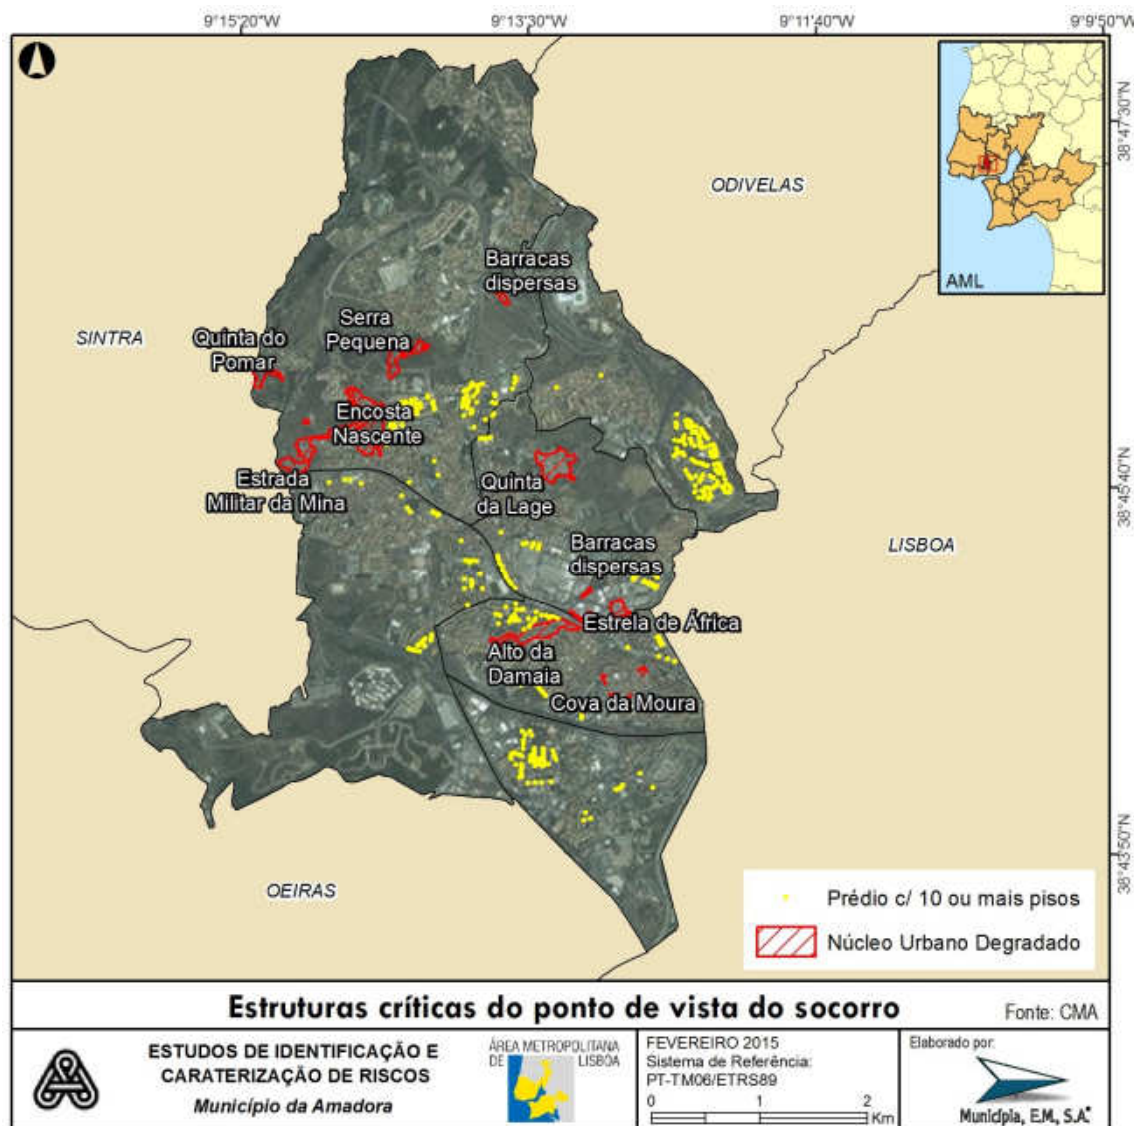 9°15'20"W
9°13'30"W
9°11'40"W
9°9'50"W
38°47'30"N
38°45'40"N
38°43'50"N
AML
ODIVELAS
SINTRA
LISBOA
OEIRAS
Barracas
dispersas
Serra
Pequena
Quinta do
Pomar
Encosta
Nascente
Estrada
Militar da Mina
Quinta
da Lage
Barracas
dispersas
Estrela de África
Alto da
Damaia
Cova da Moura
Prédio c/ 10 ou mais pisos
Núcleo Urbano Degradado
Estruturas críticas do ponto de vista do socorro
Fonte: CMA
ESTUDOS DE IDENTIFICAÇÃO E
CARATERIZAÇÃO DE RISCOS
Município da Amadora
ÁREA METROPOLITANA
DE LISBOA
FEVEREIRO 2015
Sistema de Referência:
PT-TM06/ETRS89
0 1 2
Km
Elaborado por:
Municípia, E.M., S.A.